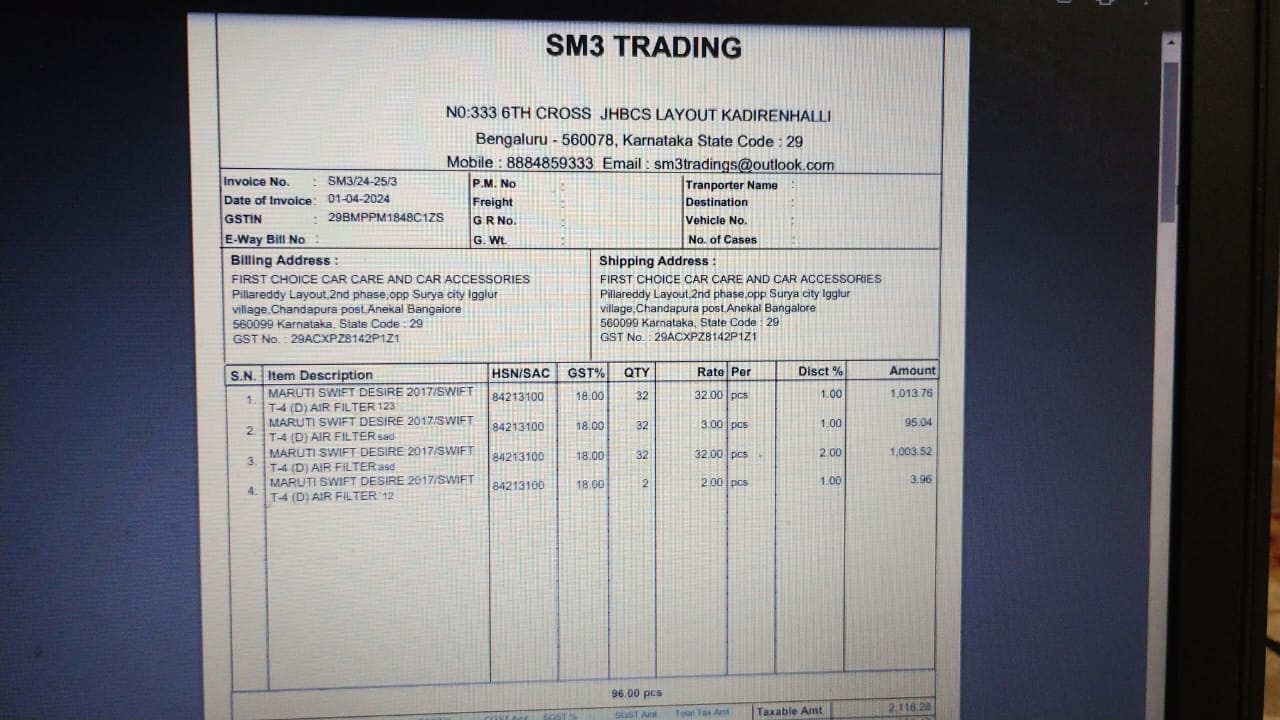 SM3 TRADING
N0:333 6TH CROSS JHBCS LAYOUT KADIRENHALLI
Bengaluru - 560078, Karnataka State Code : 29
Mobile : 8884859333 Email : sm3tradings@outlook.com
Invoice No. : SM3/24-25/3 P.M. No : Tranporter Name :
Date of Invoice: 01-04-2024 Freight : Destination :
GSTIN : 29BMPPM1848C1ZS G R No. : Vehicle No. :
E-Way Bill No : G. Wt. : No. of Cases :
Billing Address : Shipping Address :
FIRST CHOICE CAR CARE AND CAR ACCESSORIES FIRST CHOICE CAR CARE AND CAR ACCESSORIES
Pillareddy Layout,2nd phase,opp Surya city Igglur Pillareddy Layout,2nd phase,opp Surya city Igglur
village,Chandapura post,Anekal Bangalore village,Chandapura post,Anekal Bangalore
560099 Karnataka, State Code : 29 560099 Karnataka, State Code : 29
GST No. : 29ACXPZ8142P1Z1 GST No. : 29ACXPZ8142P1Z1
S.N. Item Description HSN/SAC GST% QTY Rate Per Disct % Amount
1. MARUTI SWIFT DESIRE 2017/SWIFT 84213100 18.00 32 32.00 pcs 1.00 1,013.76
T-4 (D) AIR FILTER 123
2. MARUTI SWIFT DESIRE 2017/SWIFT 84213100 18.00 32 3.00 pcs 1.00 95.04
T-4 (D) AIR FILTER sad
3. MARUTI SWIFT DESIRE 2017/SWIFT 84213100 18.00 32 32.00 pcs 2.00 1,003.52
T-4 (D) AIR FILTER asd
4. MARUTI SWIFT DESIRE 2017/SWIFT 84213100 18.00 2 2.00 pcs 1.00 3.96
T-4 (D) AIR FILTER '12
96.00 pcs
CGST Amt SGST % SGST Amt Total Tax Amt Taxable Amt 2,116.28